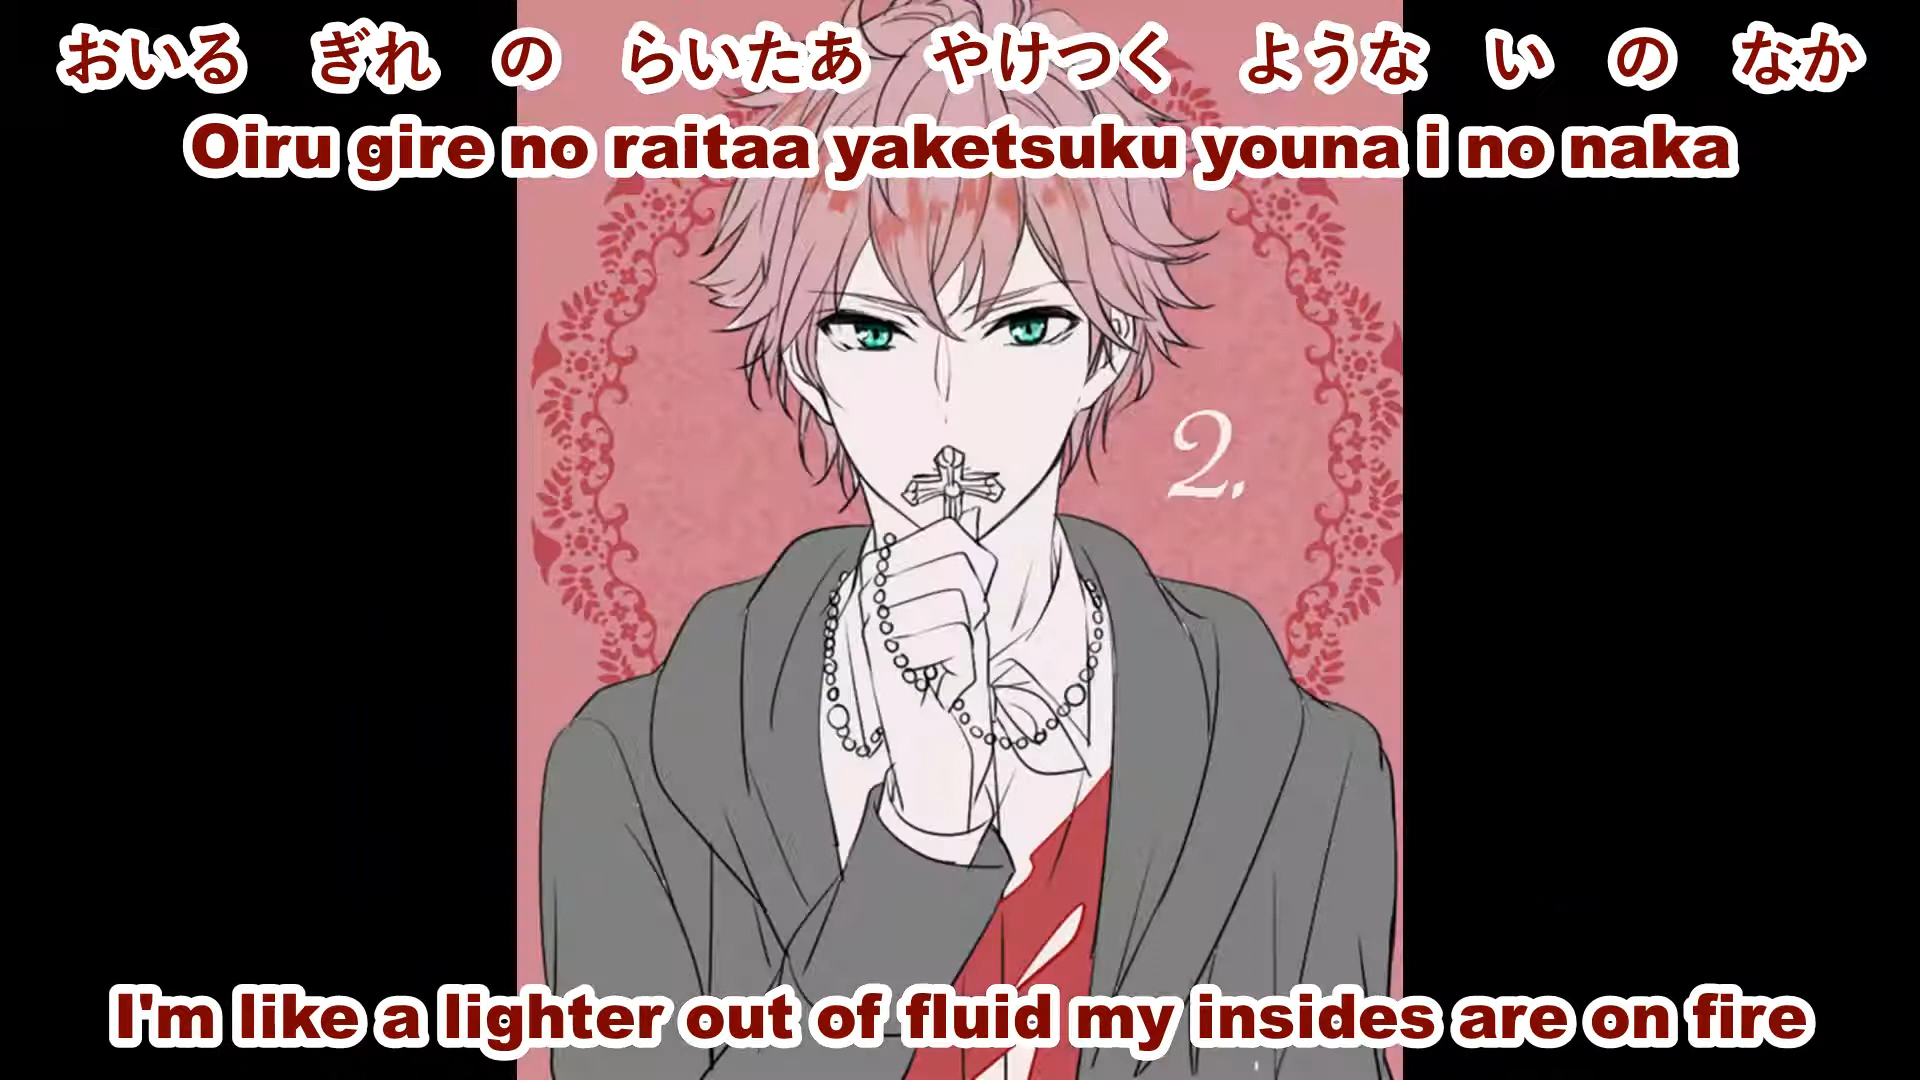 おいる　ぎれ　の　らいたあ　やけつく　ような　い　の　なか
Oiru gire no raitaa yaketsuku youna i no naka
2.
I'm like a lighter out of fluid my insides are on fire